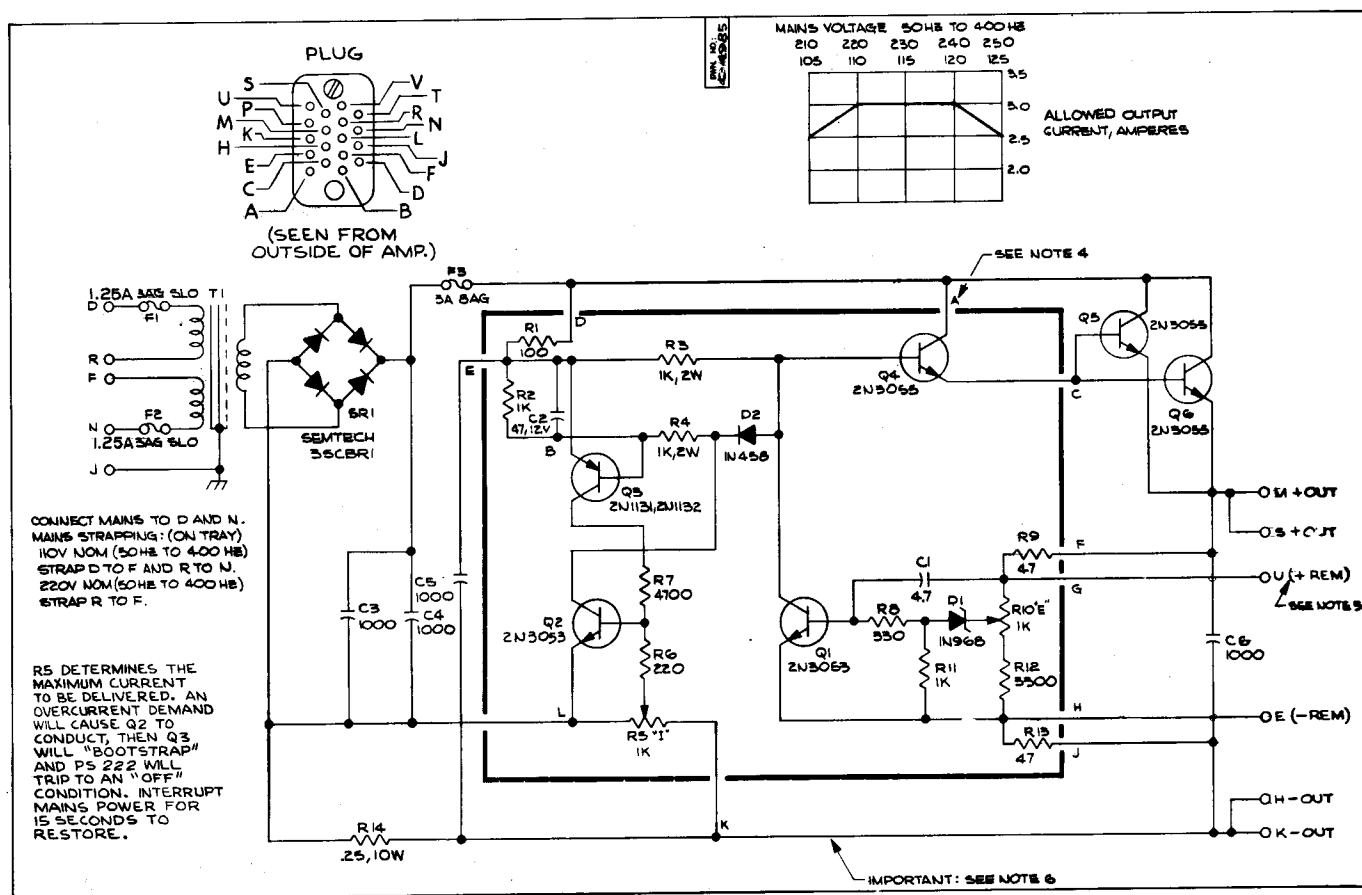 PLUG
S
U
P
M
K
H
E
C
A
V
T
R
N
L
J
F
D
B
(SEEN FROM
OUTSIDE OF AMP.)
DWN. NO.:
MAINS VOLTAGE 50HZ TO 400HZ
210 220 230 240 250
105 110 115 120 125
3.5
3.0
2.5
2.0
ALLOWED OUTPUT
CURRENT, AMPERES
SEE NOTE 4
1.25A 3AG SLO
T1
D
F1
R
F
F2
N
1.25A 3AG SLO
J
SR1
SEMTECH
3SCBR1
F3
3A 8AG
CONNECT MAINS TO D AND N.
MAINS STRAPPING: (ON TRAY)
110V NOM (50HZ TO 400 HZ)
STRAP D TO F AND R TO N.
220V NOM (50HZ TO 400 HZ)
STRAP R TO F.
R5 DETERMINES THE
MAXIMUM CURRENT
TO BE DELIVERED. AN
OVERCURRENT DEMAND
WILL CAUSE Q2 TO
CONDUCT, THEN Q3
WILL "BOOTSTRAP"
AND PS 222 WILL
TRIP TO AN "OFF"
CONDITION. INTERRUPT
MAINS POWER FOR
15 SECONDS TO
RESTORE.
D
A
E
R1
100
R2
1K
C2
47, 12V
B
R3
1K, 2W
R4
1K, 2W
D2
1N458
Q3
2N1131, 2N1132
Q4
2N3055
Q5
2N3055
C
Q6
2N3055
M +OUT
S +OUT
R9
47
F
G
U (+ REM)
SEE NOTE 5
C1
4.7
R8
330
D1
1N968
R10 "E"
1K
R11
1K
R12
3300
C6
1000
R7
4700
R6
220
Q2
2N3053
Q1
2N3053
C3
1000
C4
1000
C5
1000
L
R5 "I"
1K
H
E (-REM)
R13
47
J
K
R14
.25, 10W
H-OUT
K-OUT
IMPORTANT: SEE NOTE 6